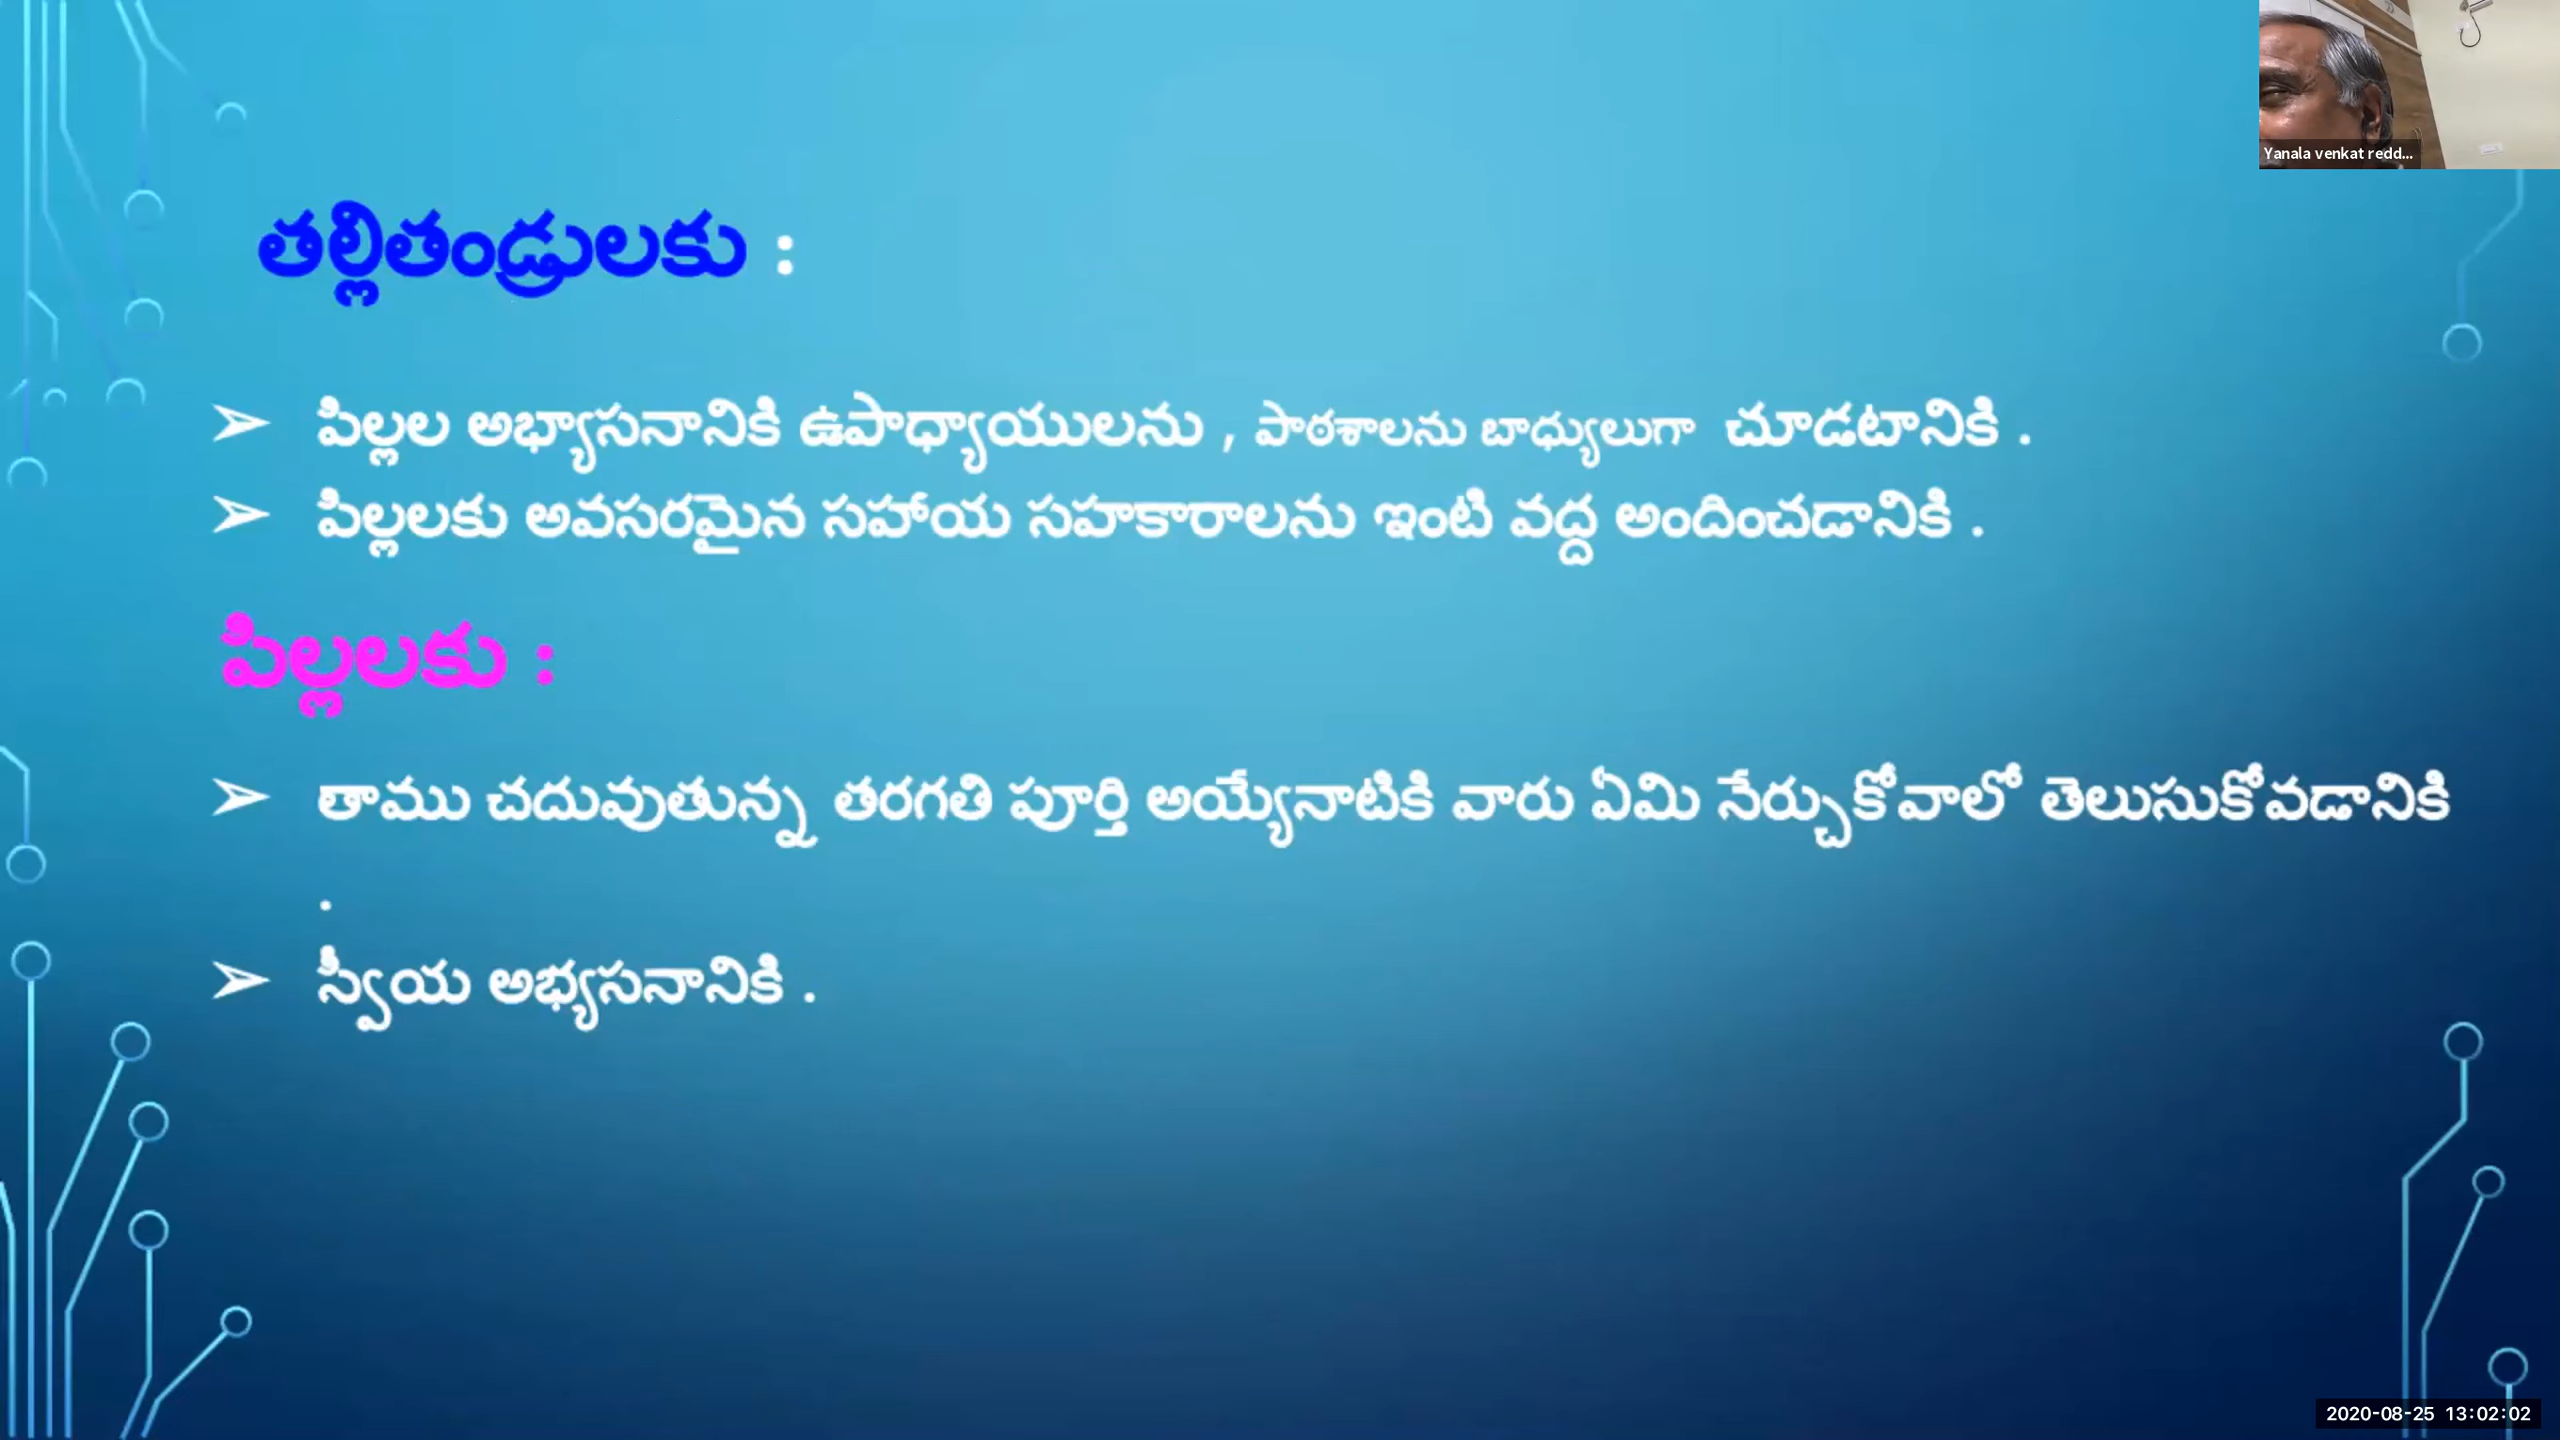 Yanala venkat redd...
తల్లితండ్రులకు :
➢ పిల్లల అభ్యాసనానికి ఉపాధ్యాయులను , పాఠశాలను బాధ్యులుగా చూడటానికి .
➢ పిల్లలకు అవసరమైన సహాయ సహకారాలను ఇంటి వద్ద అందించడానికి .
పిల్లలకు :
➢ తాము చదువుతున్న తరగతి పూర్తి అయ్యేనాటికి వారు ఏమి నేర్చుకోవాలో తెలుసుకోవడానికి
.
➢ స్వీయ అభ్యసనానికి .
2020-08-25 13:02:02